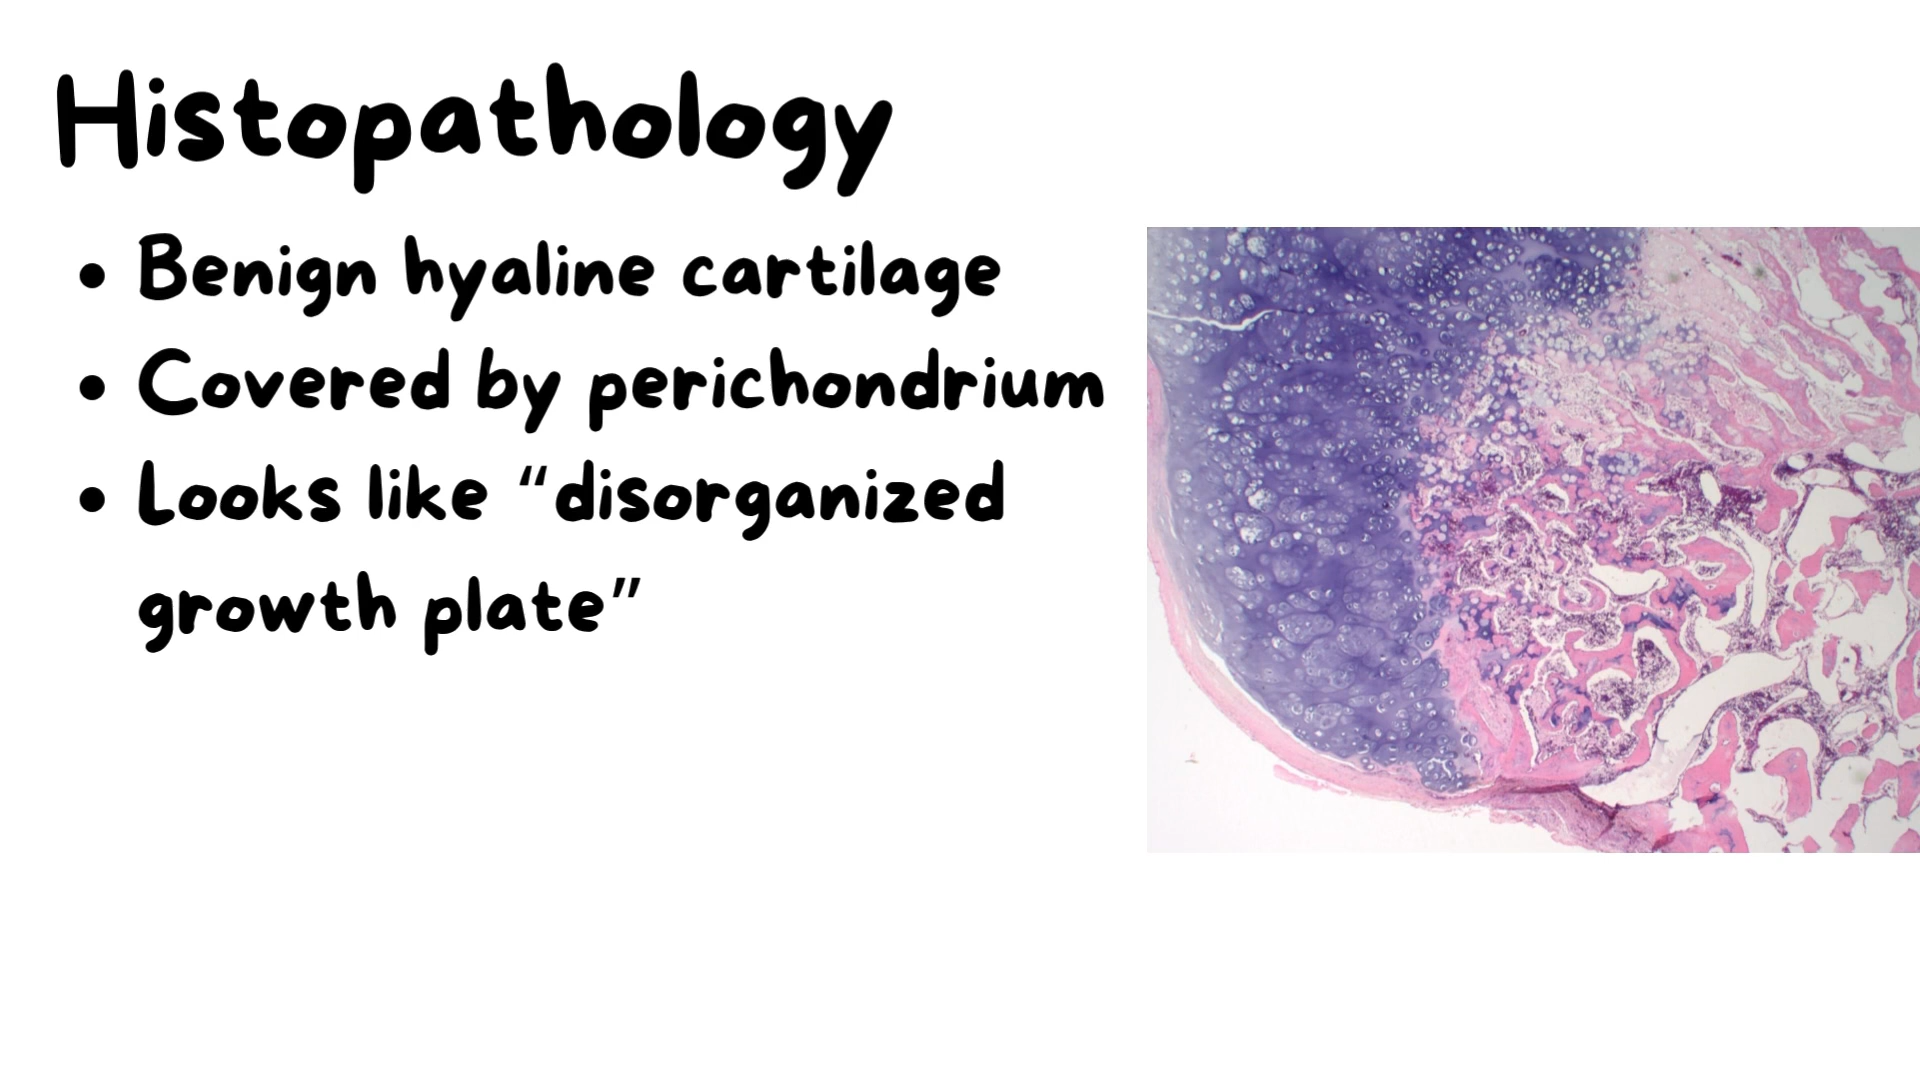 Histopathology
• Benign hyaline cartilage
• Covered by perichondrium
• Looks like “disorganized
growth plate”